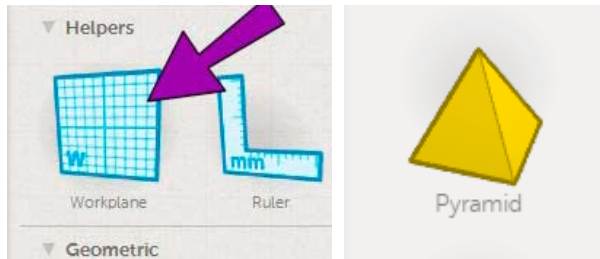 Helpers
W
mm
Workplane
Ruler
Geometric
Pyramid